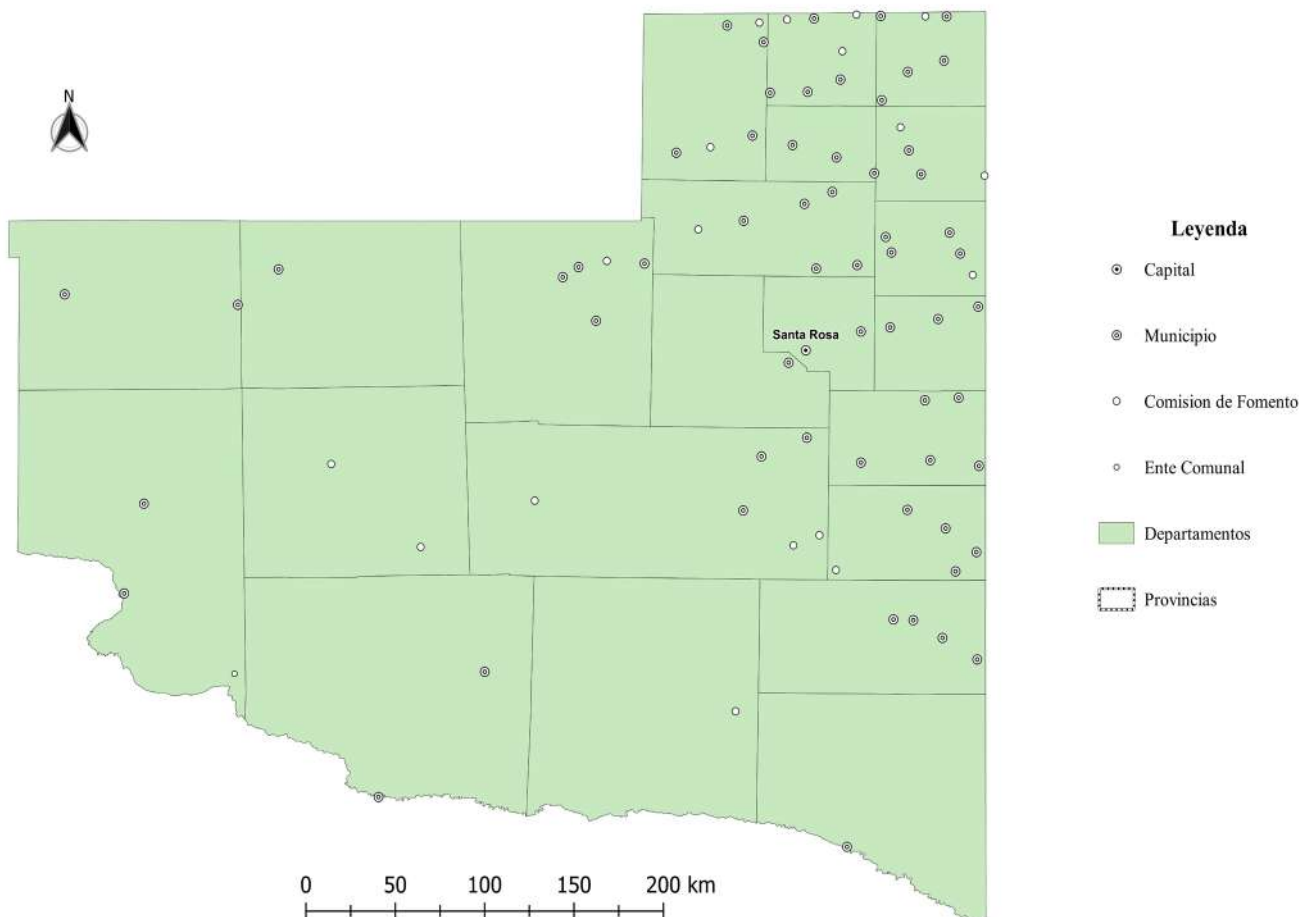 N
Santa Rosa
Leyenda
Capital
Municipio
Comision de Fomento
Ente Comunal
Departamentos
Provincias
0 50 100 150 200 km